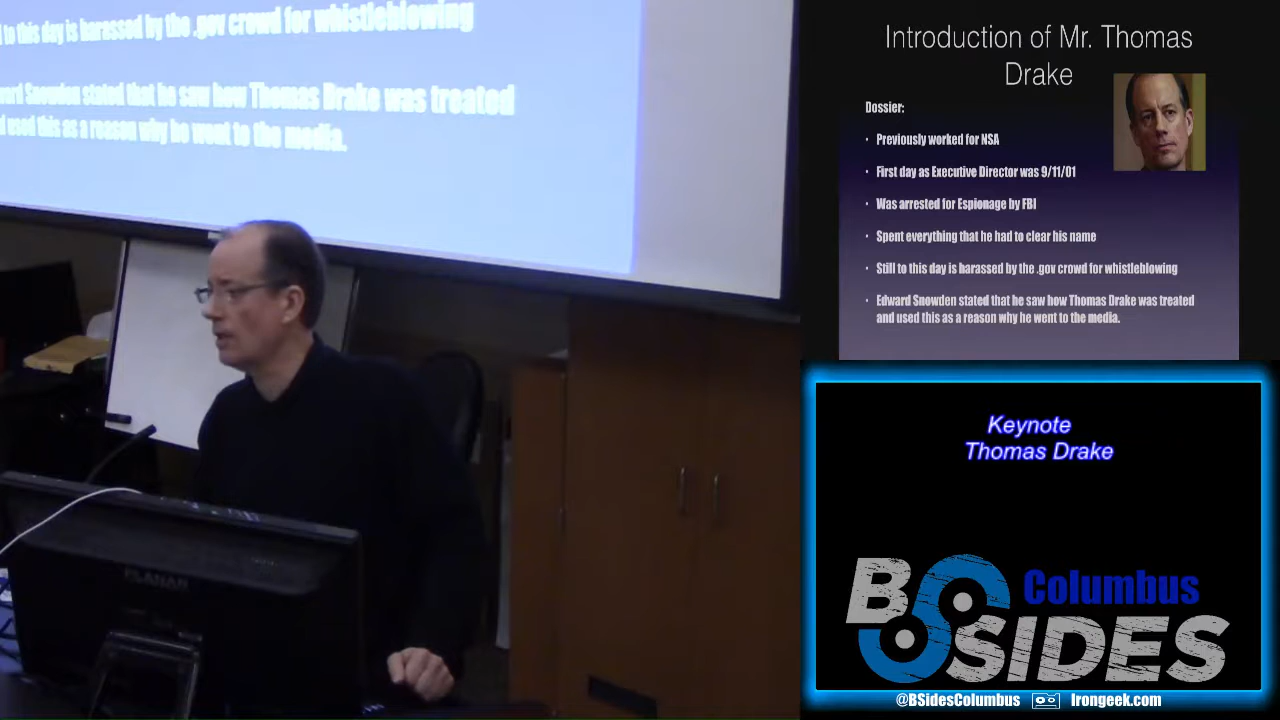 to this day is harassed by the .gov crowd for whistleblowing
Edward Snowden stated that he saw how Thomas Drake was treated
used this as a reason why he went to the media.
PLANAR
Introduction of Mr. Thomas
Drake
Dossier:
• Previously worked for NSA
• First day as Executive Director was 9/11/01
• Was arrested for Espionage by FBI
• Spent everything that he had to clear his name
• Still to this day is harassed by the .gov crowd for whistleblowing
• Edward Snowden stated that he saw how Thomas Drake was treated
and used this as a reason why he went to the media.
Keynote
Thomas Drake
BSIDES
Columbus
@BSidesColumbus Irongeek.com